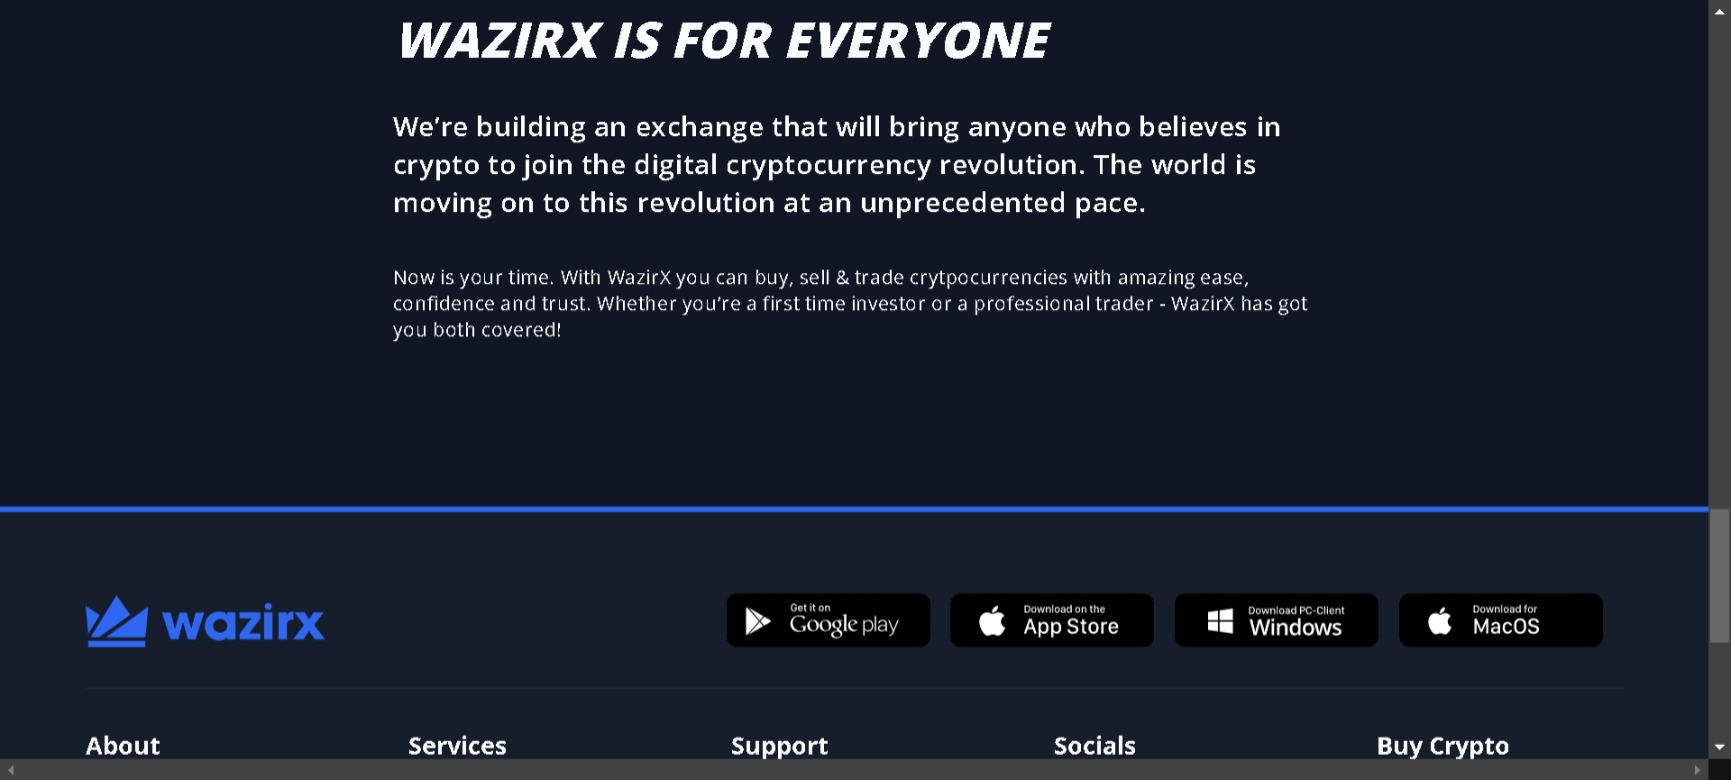 WAZIRX IS FOR EVERYONE
We’re building an exchange that will bring anyone who believes in
crypto to join the digital cryptocurrency revolution. The world is
moving on to this revolution at an unprecedented pace.
Now is your time. With WazirX you can buy, sell & trade crytpocurrencies with amazing ease,
confidence and trust. Whether you’re a first time investor or a professional trader - WazirX has got
you both covered!
wazirx
Get it on
Google play
Download on the
App Store
Download PC-Client
Windows
Download for
MacOS
About
Services
Support
Socials
Buy Crypto